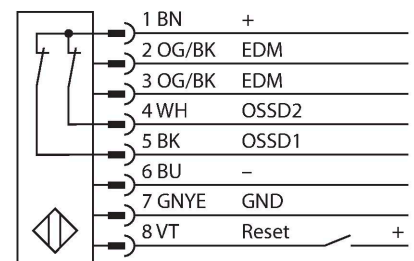 1 BN +
2 OG/BK EDM
3 OG/BK EDM
4 WH OSSD2
5 BK OSSD1
6 BU –
7 GNYE GND
8 VT Reset +